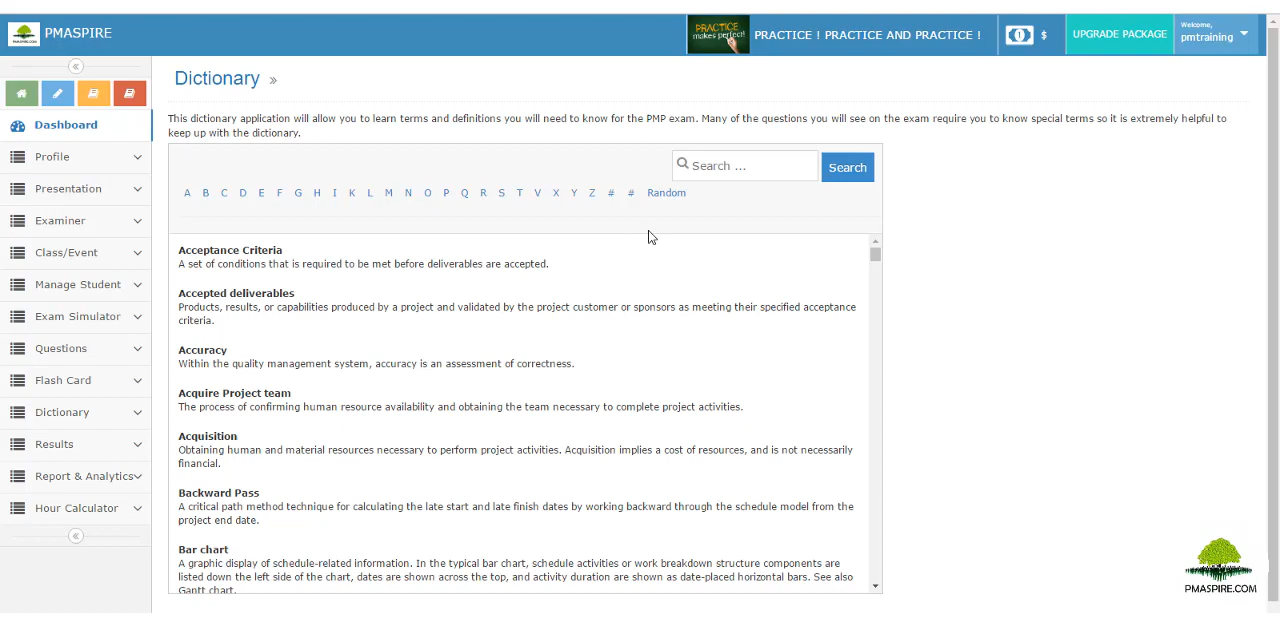 PMASPIRE
PRACTICE makes perfect!
PRACTICE ! PRACTICE AND PRACTICE !
$
UPGRADE PACKAGE
Welcome,
pmtraining
Dashboard
Profile
Presentation
Examiner
Class/Event
Manage Student
Exam Simulator
Questions
Flash Card
Dictionary
Results
Report & Analytics
Hour Calculator
Dictionary »
This dictionary application will allow you to learn terms and definitions you will need to know for the PMP exam. Many of the questions you will see on the exam require you to know special terms so it is extremely helpful to
keep up with the dictionary.
Search ...
Search
A B C D E F G H I K L M N O P Q R S T V X Y Z # # Random
Acceptance Criteria
A set of conditions that is required to be met before deliverables are accepted.
Accepted deliverables
Products, results, or capabilities produced by a project and validated by the project customer or sponsors as meeting their specified acceptance
criteria.
Accuracy
Within the quality management system, accuracy is an assessment of correctness.
Acquire Project team
The process of confirming human resource availability and obtaining the team necessary to complete project activities.
Acquisition
Obtaining human and material resources necessary to perform project activities. Acquisition implies a cost of resources, and is not necessarily
financial.
Backward Pass
A critical path method technique for calculating the late start and late finish dates by working backward through the schedule model from the
project end date.
Bar chart
A graphic display of schedule-related information. In the typical bar chart, schedule activities or work breakdown structure components are
listed down the left side of the chart, dates are shown across the top, and activity duration are shown as date-placed horizontal bars. See also
Gantt chart.
PMASPIRE.COM